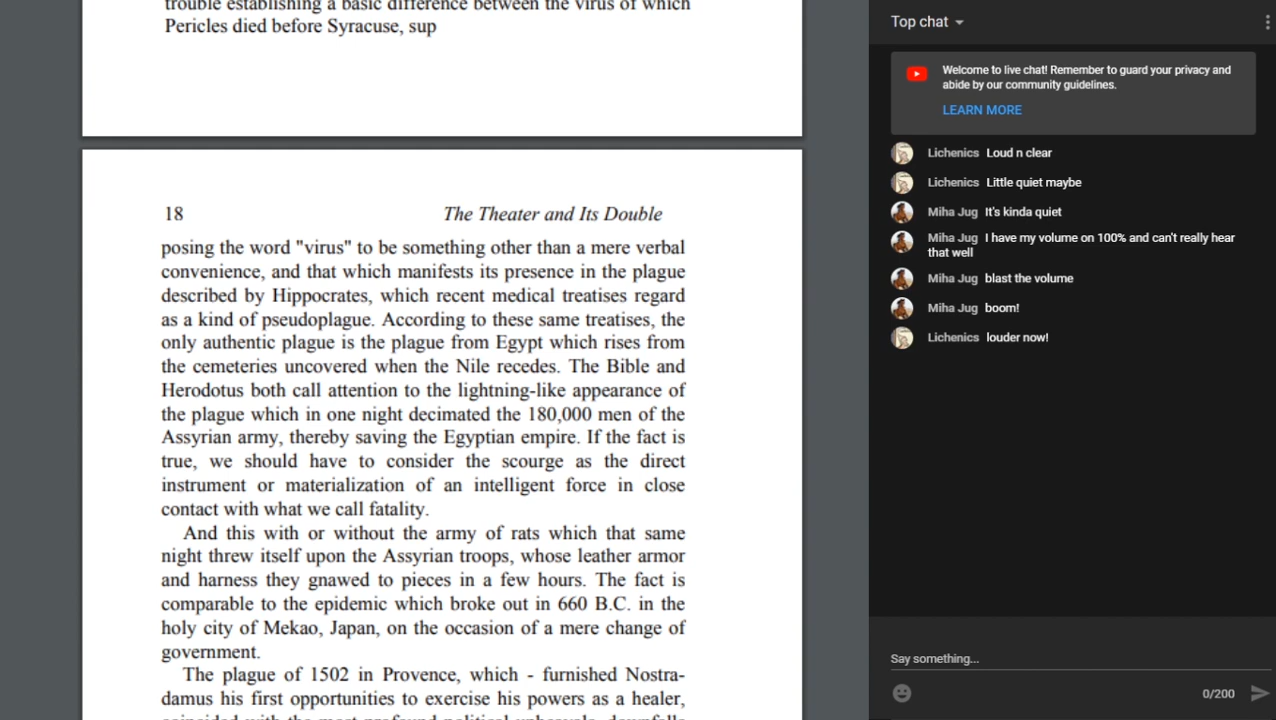 trouble establishing a basic difference between the virus of which
Pericles died before Syracuse, sup
18 The Theater and Its Double
posing the word "virus" to be something other than a mere verbal
convenience, and that which manifests its presence in the plague
described by Hippocrates, which recent medical treatises regard
as a kind of pseudoplague. According to these same treatises, the
only authentic plague is the plague from Egypt which rises from
the cemeteries uncovered when the Nile recedes. The Bible and
Herodotus both call attention to the lightning-like appearance of
the plague which in one night decimated the 180,000 men of the
Assyrian army, thereby saving the Egyptian empire. If the fact is
true, we should have to consider the scourge as the direct
instrument or materialization of an intelligent force in close
contact with what we call fatality.
And this with or without the army of rats which that same
night threw itself upon the Assyrian troops, whose leather armor
and harness they gnawed to pieces in a few hours. The fact is
comparable to the epidemic which broke out in 660 B.C. in the
holy city of Mekao, Japan, on the occasion of a mere change of
government.
The plague of 1502 in Provence, which - furnished Nostra-
damus his first opportunities to exercise his powers as a healer,
coincided with the most profound political upheavals, downfalls
Top chat
Welcome to live chat! Remember to guard your privacy and
abide by our community guidelines.
LEARN MORE
Lichenics Loud n clear
Lichenics Little quiet maybe
Miha Jug It's kinda quiet
Miha Jug I have my volume on 100% and can't really hear
that well
Miha Jug blast the volume
Miha Jug boom!
Lichenics louder now!
Say something...
0/200